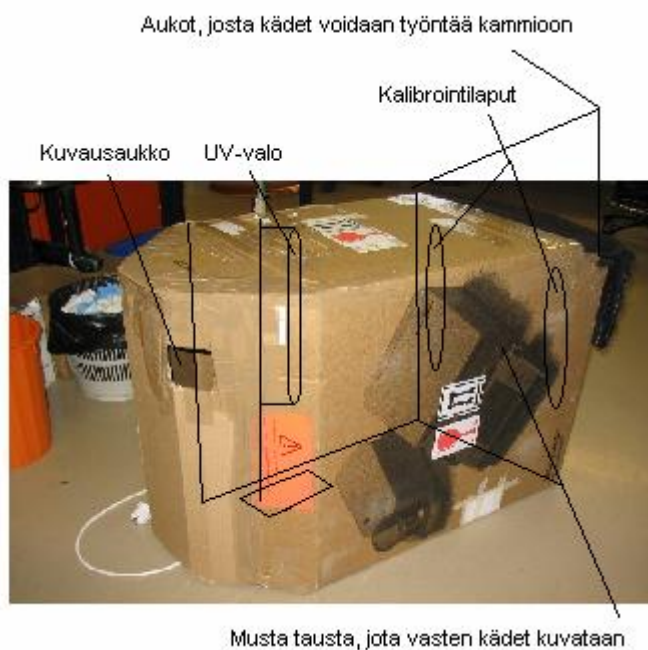 Aukot, josta kädet voidaan työntää kammioon
Kalibrointilaput
Kuvausaukko
UV-valo
Musta tausta, jota vasten kädet kuvataan